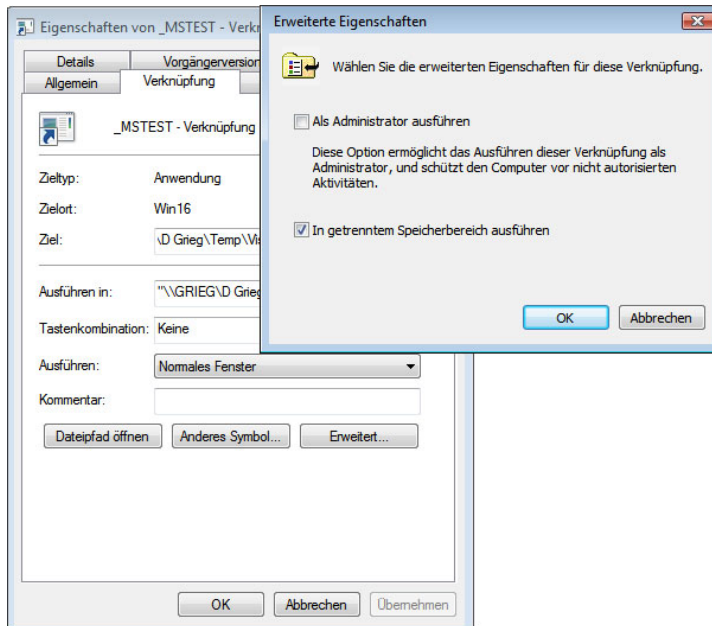 Eigenschaften von _MSTEST - Verkn
Details
Vorgängerversion
Allgemein
Verknüpfung
_MSTEST - Verknüpfung
Zieltyp:
Anwendung
Zielort:
Win16
Ziel:
\D Grieg\Temp\Vis
Ausführen in:
"\\GRIEG\D Grieg
Tastenkombination:
Keine
Ausführen:
Normales Fenster
Kommentar:
Dateipfad öffnen
Anderes Symbol...
Erweitert...
OK
Abbrechen
Übernehmen
Erweiterte Eigenschaften
Wählen Sie die erweiterten Eigenschaften für diese Verknüpfung.
Als Administrator ausführen
Diese Option ermöglicht das Ausführen dieser Verknüpfung als
Administrator, und schützt den Computer vor nicht autorisierten
Aktivitäten.
In getrenntem Speicherbereich ausführen
OK
Abbrechen